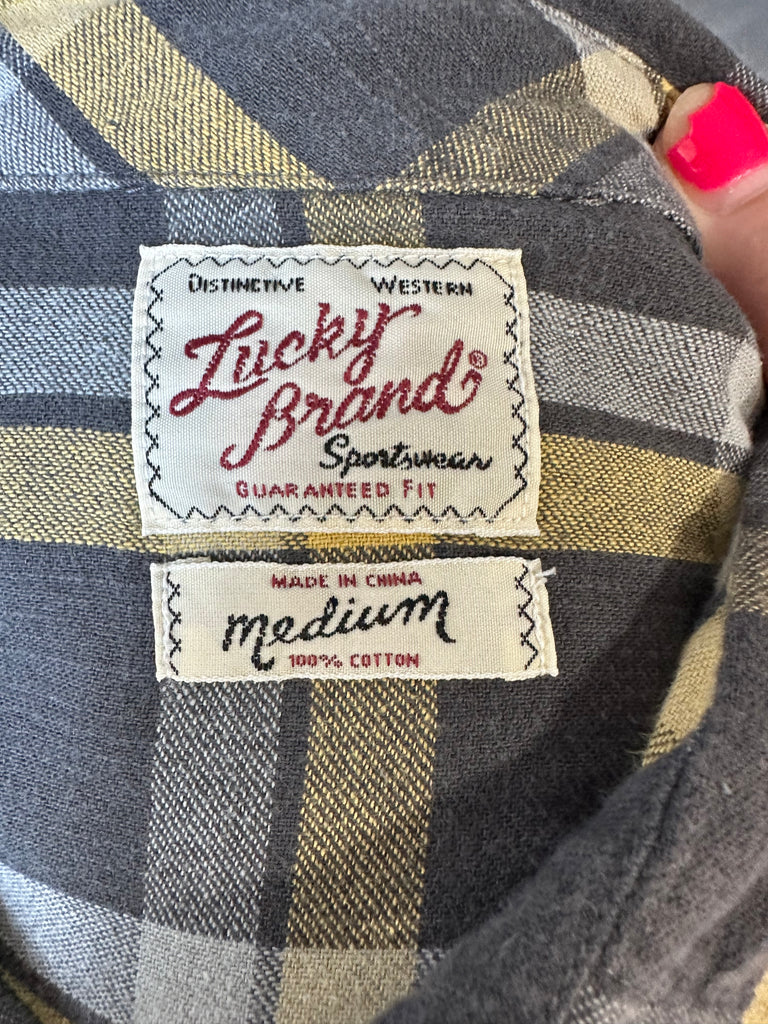 DISTINCTIVE WESTERN
Lucky
Brand®
Sportswear
GUARANTEED FIT
MADE IN CHINA
medium
100% COTTON